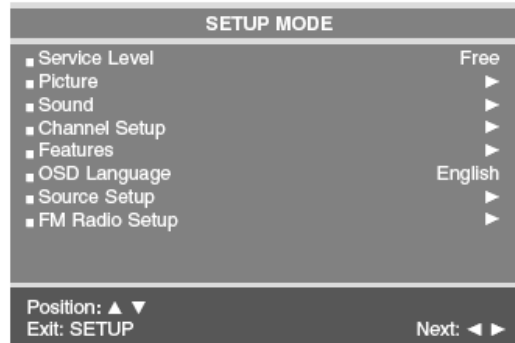 SETUP MODE
■ Service Level Free
■ Picture ►
■ Sound ►
■ Channel Setup ►
■ Features ►
■ OSD Language English
■ Source Setup ►
■ FM Radio Setup ►
Position: ▲ ▼
Exit: SETUP Next: ◄ ►